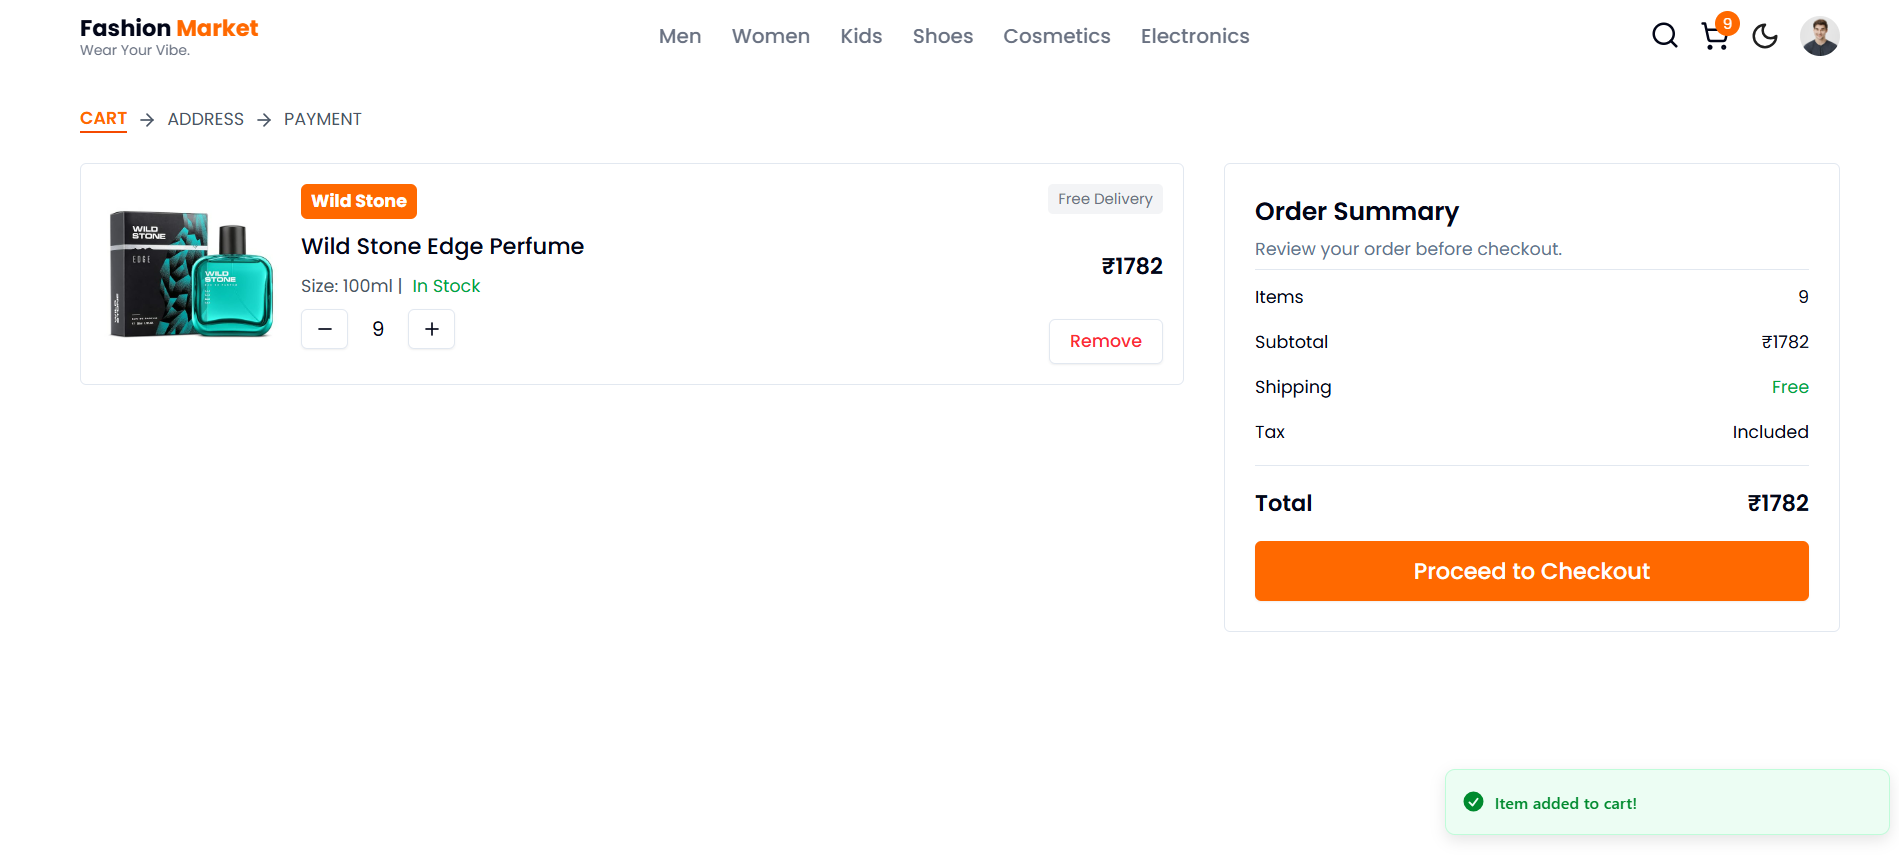 Fashion Market
Wear Your Vibe.
Men Women Kids Shoes Cosmetics Electronics
9
CART → ADDRESS → PAYMENT
WILD
STONE
EDGE
WILD
STONE
Wild Stone
Free Delivery
Wild Stone Edge Perfume
₹1782
Size: 100ml | In Stock
− 9 +
Remove
Order Summary
Review your order before checkout.
Items 9
Subtotal ₹1782
Shipping Free
Tax Included
Total ₹1782
Proceed to Checkout
Item added to cart!